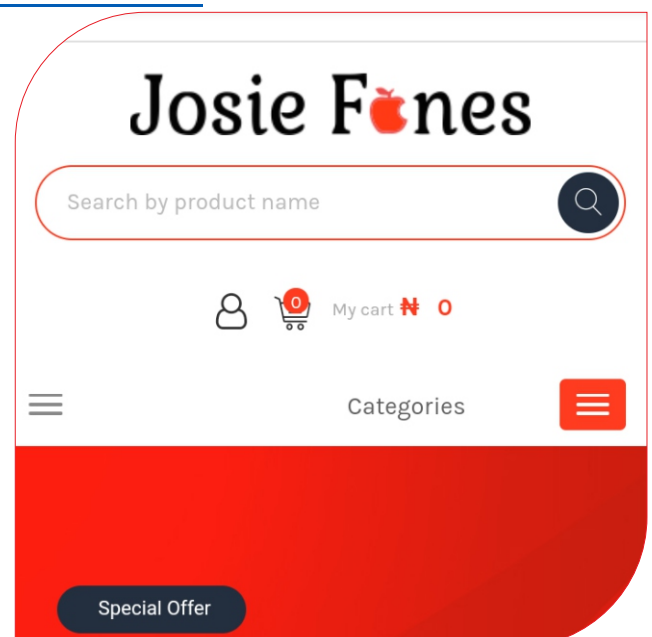 Josie Fones
Search by product name
0
My cart ₦ 0
Categories
Special Offer